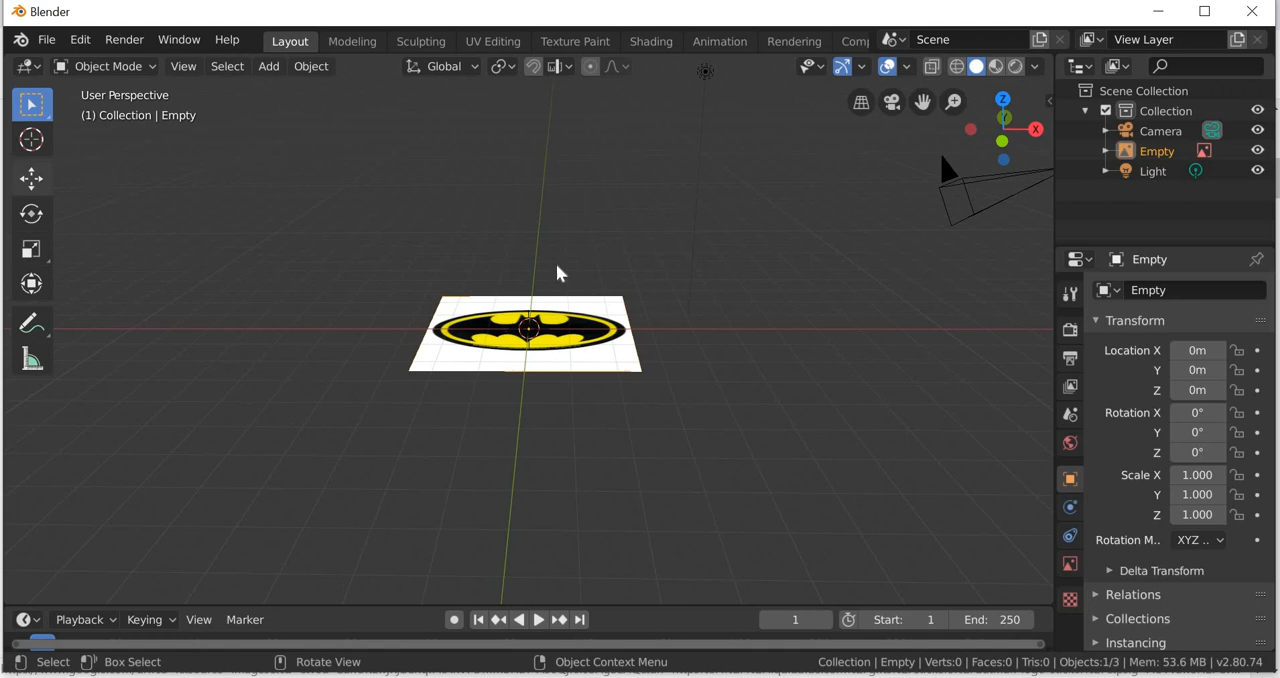 Blender
File Edit Render Window Help Layout Modeling Sculpting UV Editing Texture Paint Shading Animation Rendering Comp Scene View Layer
Object Mode View Select Add Object Global
User Perspective
(1) Collection | Empty
Z
X
Scene Collection
Collection
Camera
Empty
Light
Empty
Empty
Transform
Location X 0m
Y 0m
Z 0m
Rotation X 0°
Y 0°
Z 0°
Scale X 1.000
Y 1.000
Z 1.000
Rotation M.. XYZ ..
Delta Transform
Relations
Collections
Instancing
Playback Keying View Marker 1 Start: 1 End: 250
Select Box Select Rotate View Object Context Menu Collection | Empty | Verts:0 | Faces:0 | Tris:0 | Objects:1/3 | Mem: 53.6 MB | v2.80.74